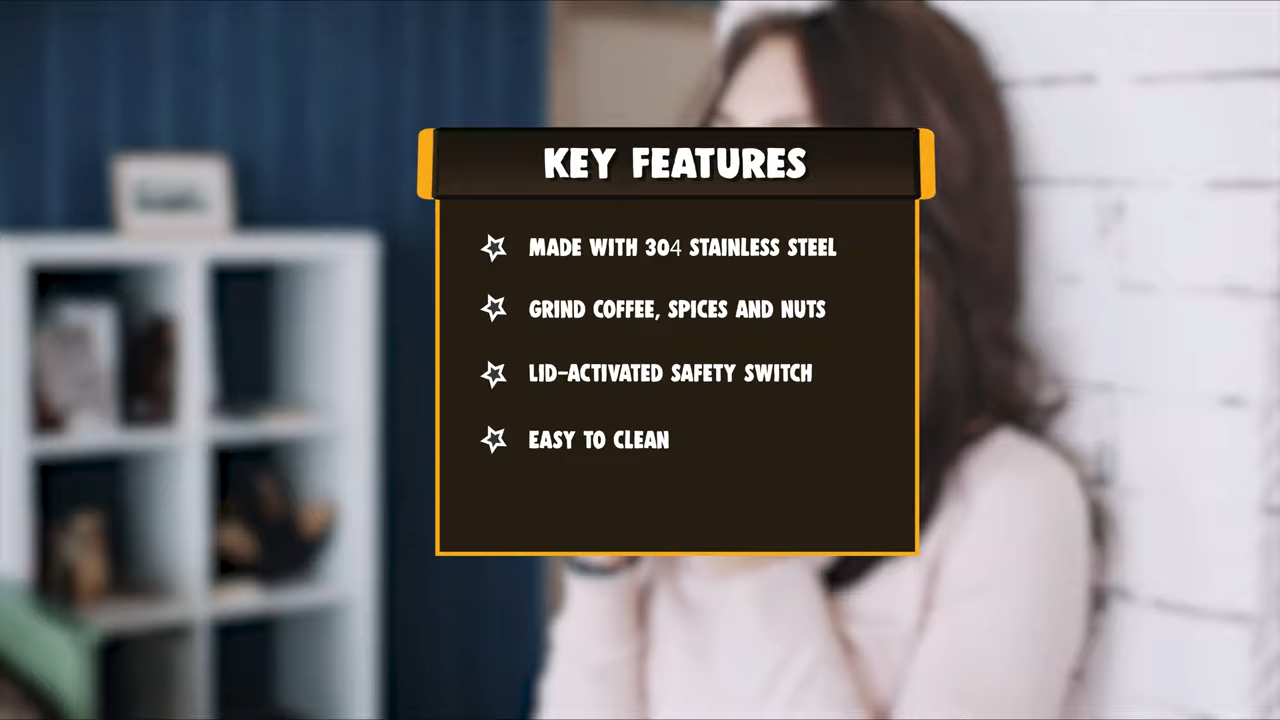 KEY FEATURES
MADE WITH 304 STAINLESS STEEL
GRIND COFFEE, SPICES AND NUTS
LID-ACTIVATED SAFETY SWITCH
EASY TO CLEAN